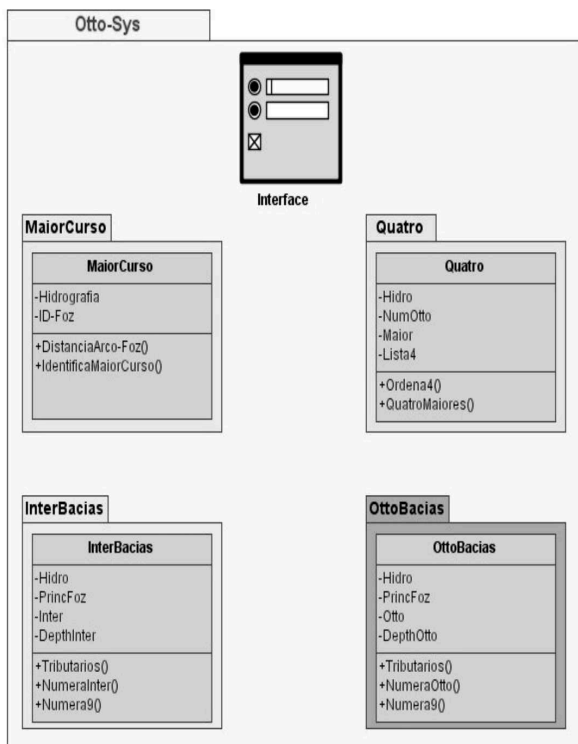 Otto-Sys
Interface
MaiorCurso
MaiorCurso
-Hidrografia
-ID-Foz
+DistanciaArco-Foz()
+IdentificaMaiorCurso()
Quatro
Quatro
-Hidro
-NumOtto
-Maior
-Lista4
+Ordena4()
+QuatroMaiores()
InterBacias
InterBacias
-Hidro
-PrincFoz
-Inter
-DepthInter
+Tributarios()
+NumeraInter()
+Numera9()
OttoBacias
OttoBacias
-Hidro
-PrincFoz
-Otto
-DepthOtto
+Tributarios()
+NumeraOtto()
+Numera9()